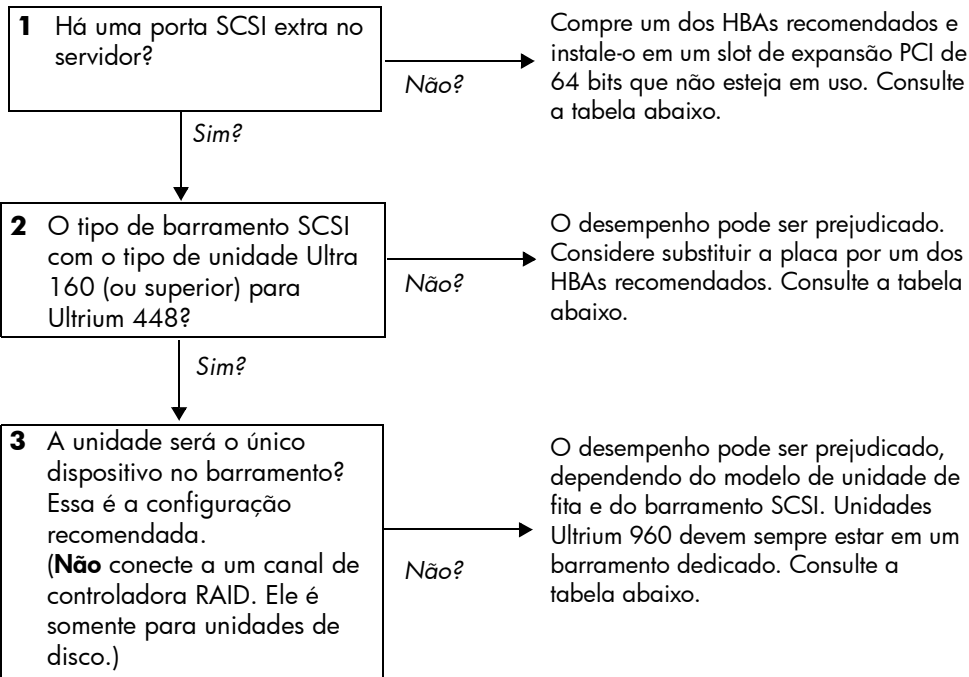 1 Há uma porta SCSI extra no
servidor?
Não?
Compre um dos HBAs recomendados e
instale-o em um slot de expansão PCI de
64 bits que não esteja em uso. Consulte
a tabela abaixo.
Sim?
2 O tipo de barramento SCSI
com o tipo de unidade Ultra
160 (ou superior) para
Ultrium 448?
Não?
O desempenho pode ser prejudicado.
Considere substituir a placa por um dos
HBAs recomendados. Consulte a tabela
abaixo.
Sim?
3 A unidade será o único
dispositivo no barramento?
Essa é a configuração
recomendada.
(Não conecte a um canal de
controladora RAID. Ele é
somente para unidades de
disco.)
Não?
O desempenho pode ser prejudicado,
dependendo do modelo de unidade de
fita e do barramento SCSI. Unidades
Ultrium 960 devem sempre estar em um
barramento dedicado. Consulte a
tabela abaixo.